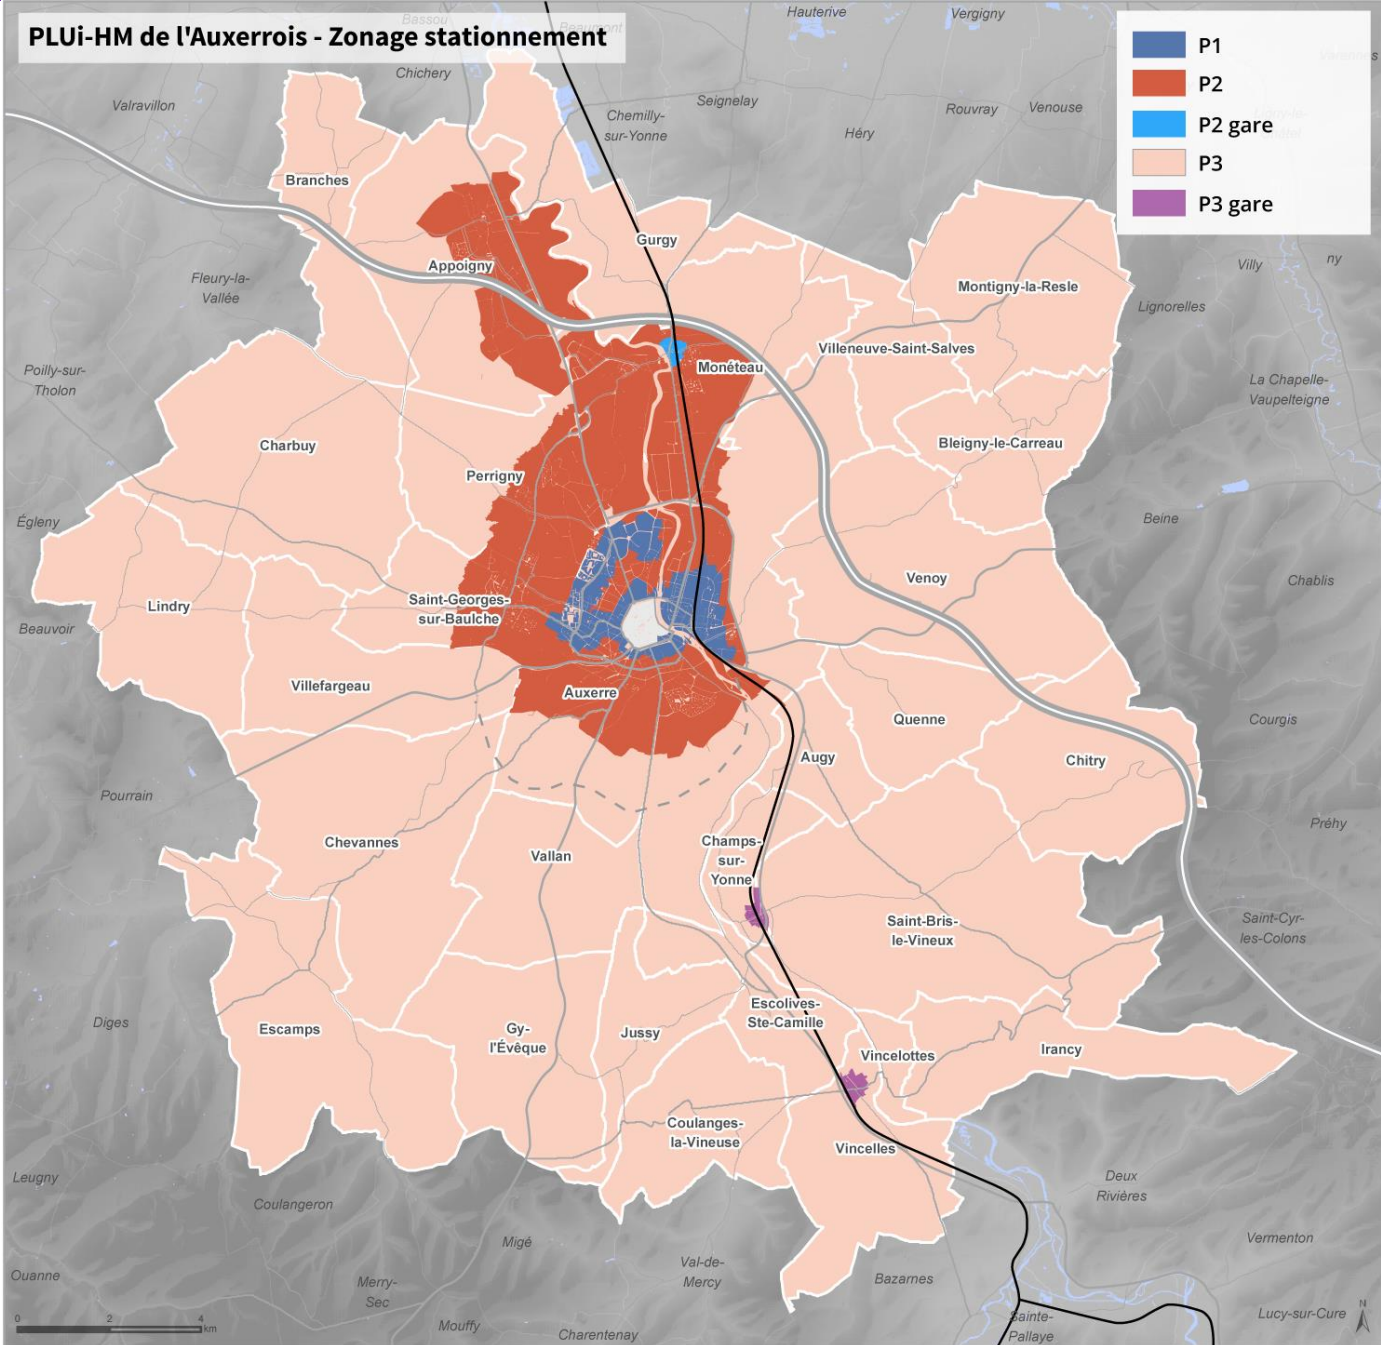 Bassou
Beaumont
Hauterive
Vergigny
PLUi-HM de l'Auxerrois - Zonage stationnement
P1
P2
P2 gare
P3
P3 gare
Chichery
Valravillon
Seignelay
Chemilly-
sur-Yonne
Rouvray
Venouse
Héry
Branches
Gurgy
Appoigny
Villy
ny
Fleury-la-
Vallée
Montigny-la-Resle
Lignorelles
Villeneuve-Saint-Salves
Monéteau
Poilly-sur-
Tholon
La Chapelle-
Vaupelteigne
Charbuy
Bleigny-le-Carreau
Perrigny
Égleny
Beine
Venoy
Chablis
Lindry
Saint-Georges-
sur-Baulche
Beauvoir
Villefargeau
Auxerre
Quenne
Courgis
Augy
Chitry
Pourrain
Préhy
Chevannes
Vallan
Champs-
sur-
Yonne
Saint-Bris-
le-Vineux
Saint-Cyr-
les-Colons
Diges
Escamps
Gy-
l'Évêque
Jussy
Escolives-
Ste-Camille
Vincelottes
Irancy
Coulanges-
la-Vineuse
Vincelles
Leugny
Coulangeron
Deux
Rivières
Migé
Vermenton
Ouanne
Merry-
Sec
Val-de-
Mercy
Bazarnes
Mouffy
Charentenay
Sainte-
Pallaye
Lucy-sur-Cure
0 2 4
km
N